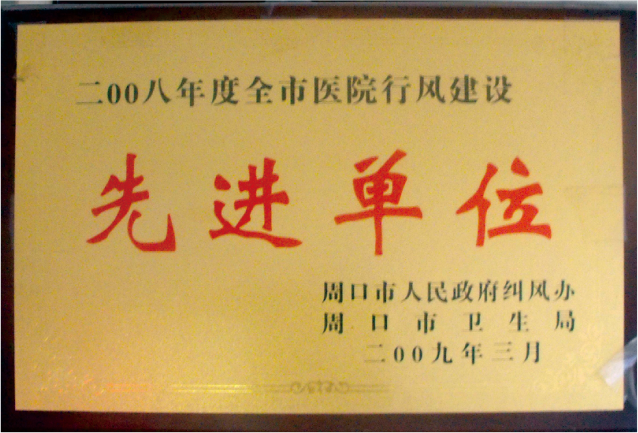 二00八年度全市医院行风建设
先进单位
周口市人民政府纠风办
周口市卫生局
二00九年三月